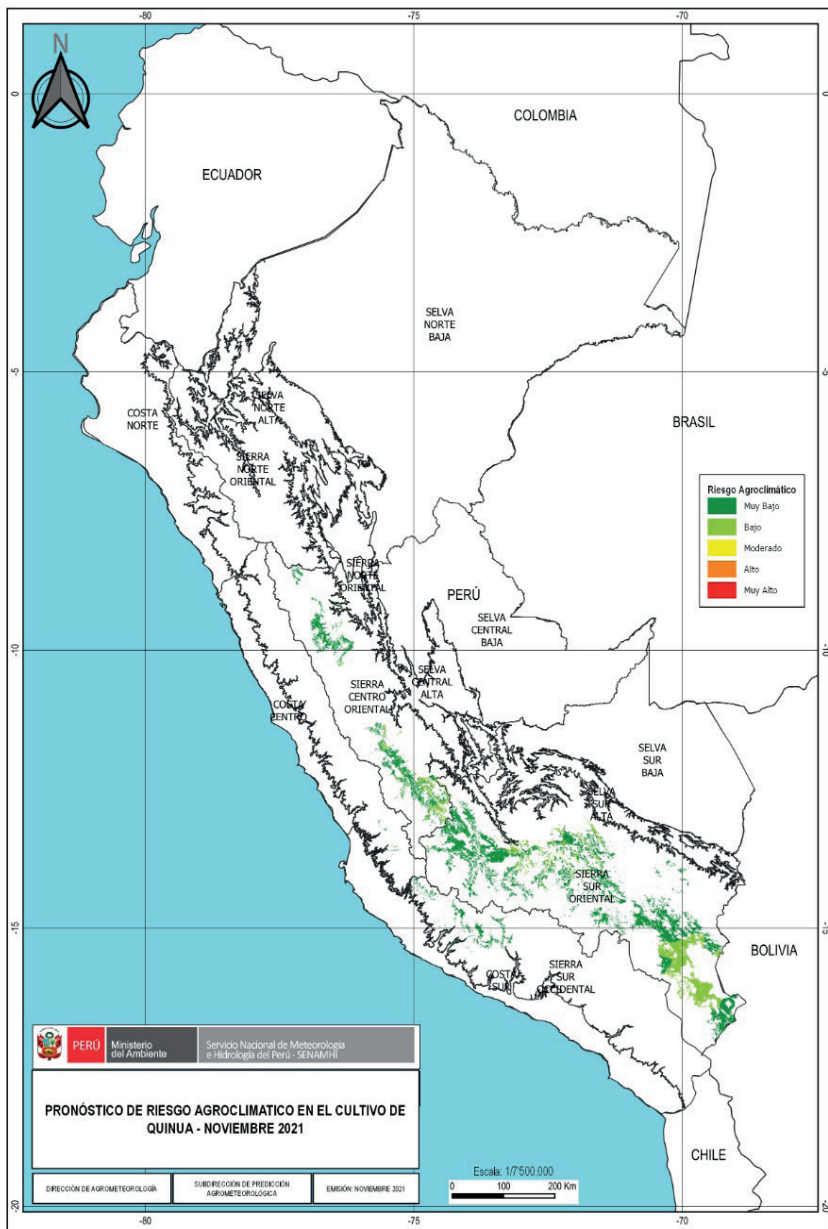 -80
-75
-70
N
0
COLOMBIA
ECUADOR
SELVA
NORTE
BAJA
-5
COSTA
NORTE
SELVA
NORTE
ALTA
BRASIL
SIERRA
NORTE
ORIENTAL
Riesgo Agroclimático
Muy Bajo
Bajo
Moderado
Alto
Muy Alto
SIERRA
NORTE
ORIENTAL
PERÚ
SELVA
CENTRAL
BAJA
-10
SELVA
CENTRAL
ALTA
SIERRA
CENTRO
ORIENTAL
COSTA
CENTRO
SELVA
SUR
BAJA
SELVA
SUR
ALTA
SIERRA
SUR
ORIENTAL
-15
BOLIVIA
COSTA
SUR
SIERRA
SUR
OCCIDENTAL
PERÚ
Ministerio
del Ambiente
Servicio Nacional de Meteorología
e Hidrología del Perú - SENAMHI
PRONÓSTICO DE RIESGO AGROCLIMATICO EN EL CULTIVO DE
QUINUA - NOVIEMBRE 2021
DIRECCIÓN DE AGROMETEOROLOGÍA
SUBDIRECCIÓN DE PREDICCIÓN
AGROMETEOROLÓGICA
EMISIÓN: NOVIEMBRE 2021
Escala: 1/7'500,000
0 100 200 Km
CHILE
-20
-80
-75
-70